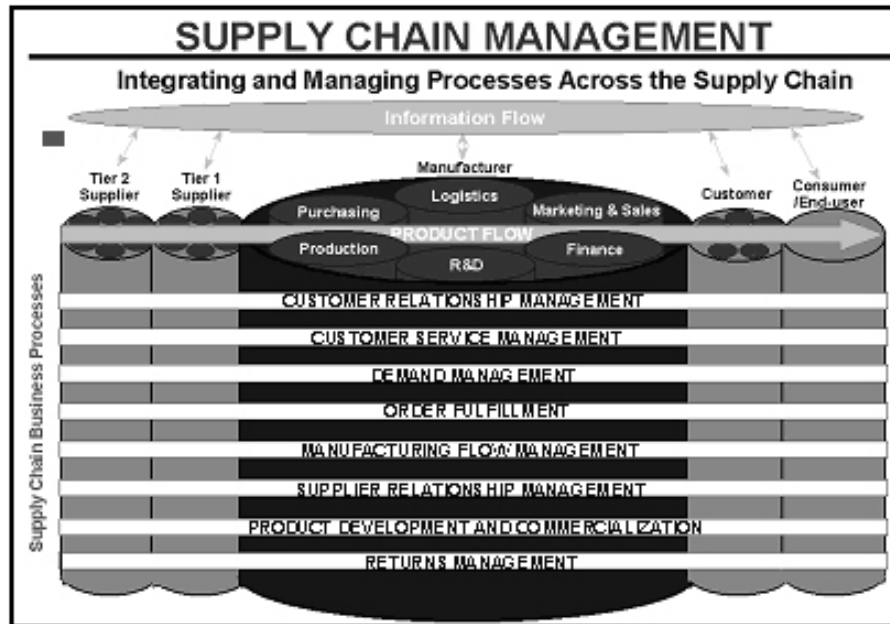 SUPPLY CHAIN MANAGEMENT
Integrating and Managing Processes Across the Supply Chain
Information Flow
Tier 2
Supplier
Tier 1
Supplier
Manufacturer
Logistics
Purchasing
Marketing & Sales
Customer
Consumer
/End-user
PRODUCT FLOW
Production
R&D
Finance
Supply Chain Business Processes
CUSTOMER RELATIONSHIP MANAGEMENT
CUSTOMER SERVICE MANAGEMENT
DEMAND MANAGEMENT
ORDER FULFILLMENT
MANUFACTURING FLOW MANAGEMENT
SUPPLIER RELATIONSHIP MANAGEMENT
PRODUCT DEVELOPMENT AND COMMERCIALIZATION
RETURNS MANAGEMENT